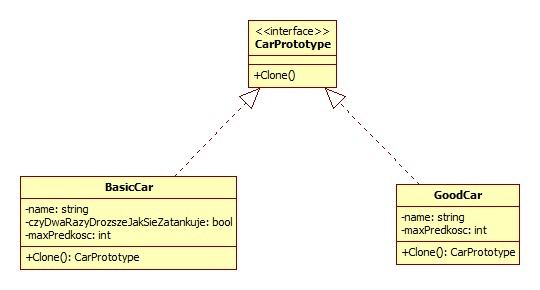 <<interface>>
CarPrototype
+Clone()
BasicCar
-name: string
-czyDwaRazyDrozszeJakSieZatankuje: bool
-maxPredkosc: int
+Clone(): CarPrototype
GoodCar
-name: string
-maxPredkosc: int
+Clone(): CarPrototype